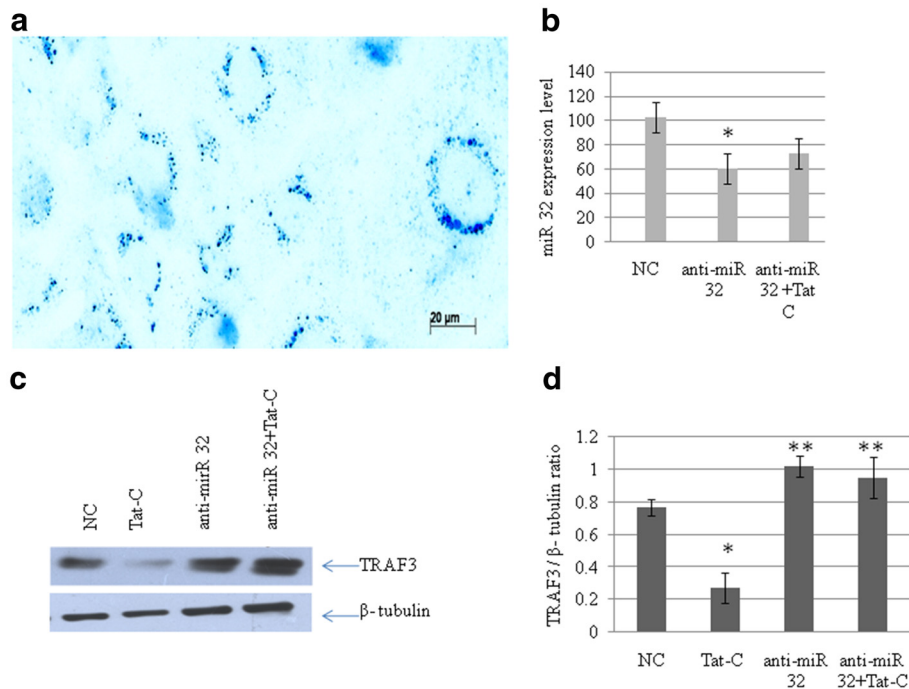 a
20 µm
b
miR 32 expression level
140
120
100
80
60
40
20
0
*
NC
anti-miR
32
anti-miR
32 +Tat
C
c
NC
Tat-C
anti-mirR 32
anti-miR 32+Tat-C
TRAF3
β-tubulin
d
TRAF3 / β- tubulin ratio
1.2
1
0.8
0.6
0.4
0.2
0
*
**
**
NC
Tat-C
anti-miR
32
anti-miR
32+Tat-C